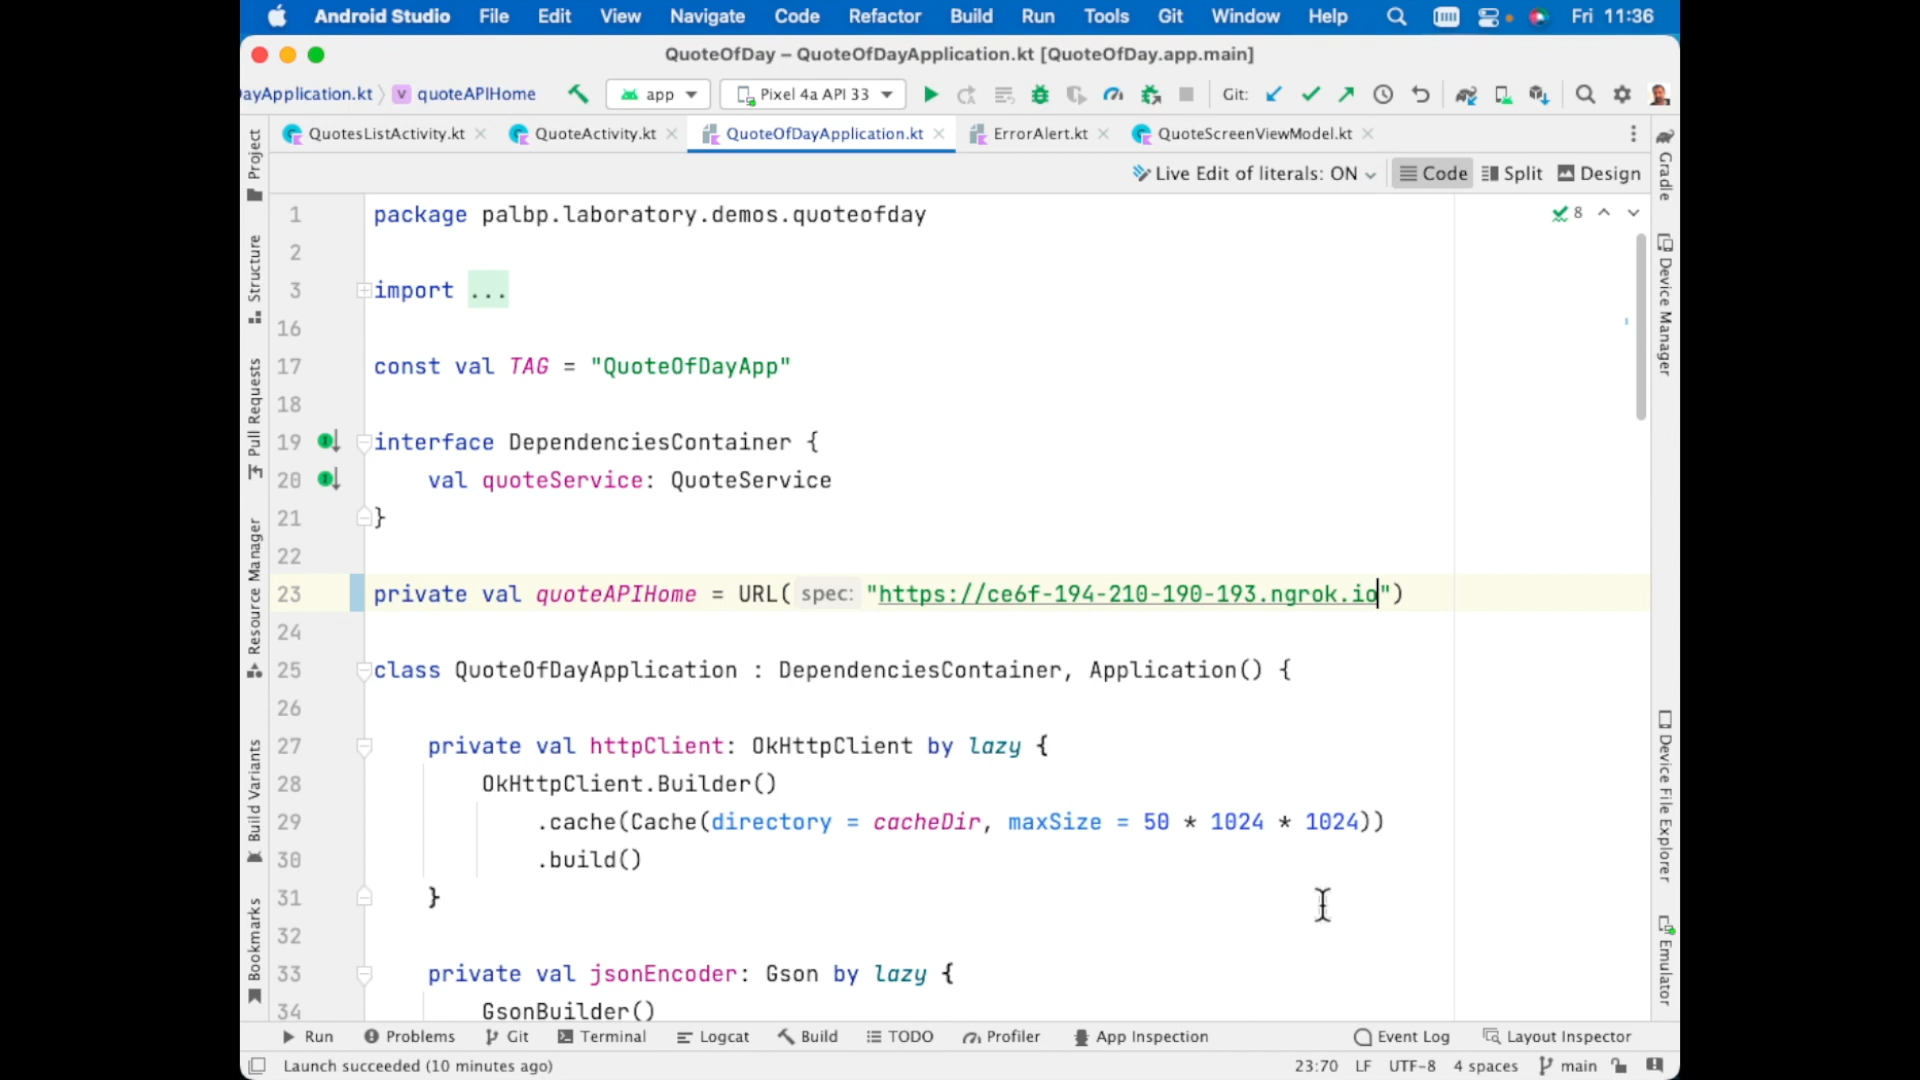 Android Studio File Edit View Navigate Code Refactor Build Run Tools Git Window Help Fri 11:36
QuoteOfDay – QuoteOfDayApplication.kt [QuoteOfDay.app.main]
DayApplication.kt quoteAPIHome app Pixel 4a API 33 Git:
QuotesListActivity.kt QuoteActivity.kt QuoteOfDayApplication.kt ErrorAlert.kt QuoteScreenViewModel.kt
Live Edit of literals: ON Code Split Design
Project
Structure
Pull Requests
Resource Manager
Build Variants
Bookmarks
8
1 package palbp.laboratory.demos.quoteofday
2
3 import ...
16
17 const val TAG = "QuoteOfDayApp"
18
19 interface DependenciesContainer {
20 val quoteService: QuoteService
21 }
22
23 private val quoteAPIHome = URL( spec: "https://ce6f-194-210-190-193.ngrok.io")
24
25 class QuoteOfDayApplication : DependenciesContainer, Application() {
26
27 private val httpClient: OkHttpClient by lazy {
28 OkHttpClient.Builder()
29 .cache(Cache(directory = cacheDir, maxSize = 50 * 1024 * 1024))
30 .build()
31 }
32
33 private val jsonEncoder: Gson by lazy {
34 GsonBuilder()
Gradle
Device Manager
Device File Explorer
Emulator
Run Problems Git Terminal Logcat Build TODO Profiler App Inspection Event Log Layout Inspector
Launch succeeded (10 minutes ago) 23:70 LF UTF-8 4 spaces main